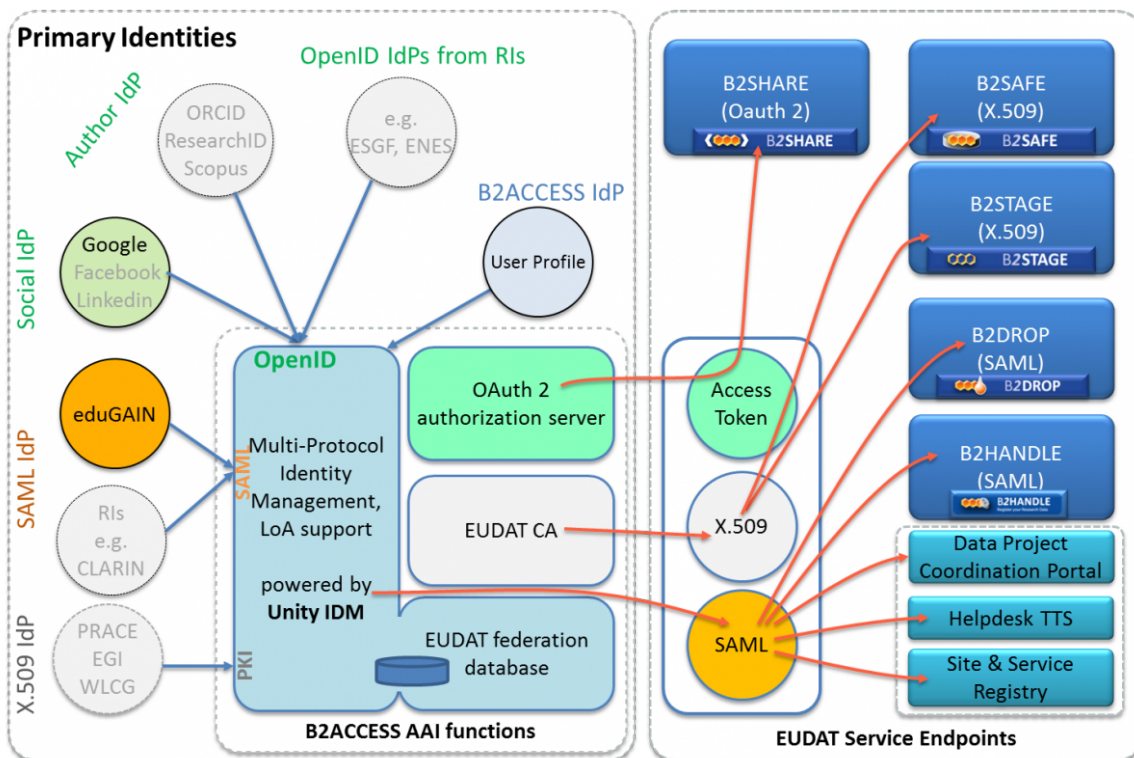 Primary Identities
Author IdP
OpenID IdPs from RIs
ORCID
ResearchID
Scopus
e.g.
ESGF, ENES
B2ACCESS IdP
Social IdP
Google
Facebook
Linkedin
User Profile
SAML IdP
eduGAIN
RIs
e.g.
CLARIN
X.509 IdP
PRACE
EGI
WLCG
OpenID
SAML
PKI
Multi-Protocol
Identity
Management,
LoA support
powered by
Unity IDM
OAuth 2
authorization server
EUDAT CA
EUDAT federation
database
B2ACCESS AAI functions
Access
Token
X.509
SAML
B2SHARE
(Oauth 2)
B2SHARE
B2SAFE
(X.509)
B2SAFE
B2STAGE
(X.509)
B2STAGE
B2DROP
(SAML)
B2DROP
B2HANDLE
(SAML)
B2HANDLE
Register your Research Data
Data Project
Coordination Portal
Helpdesk TTS
Site & Service
Registry
EUDAT Service Endpoints